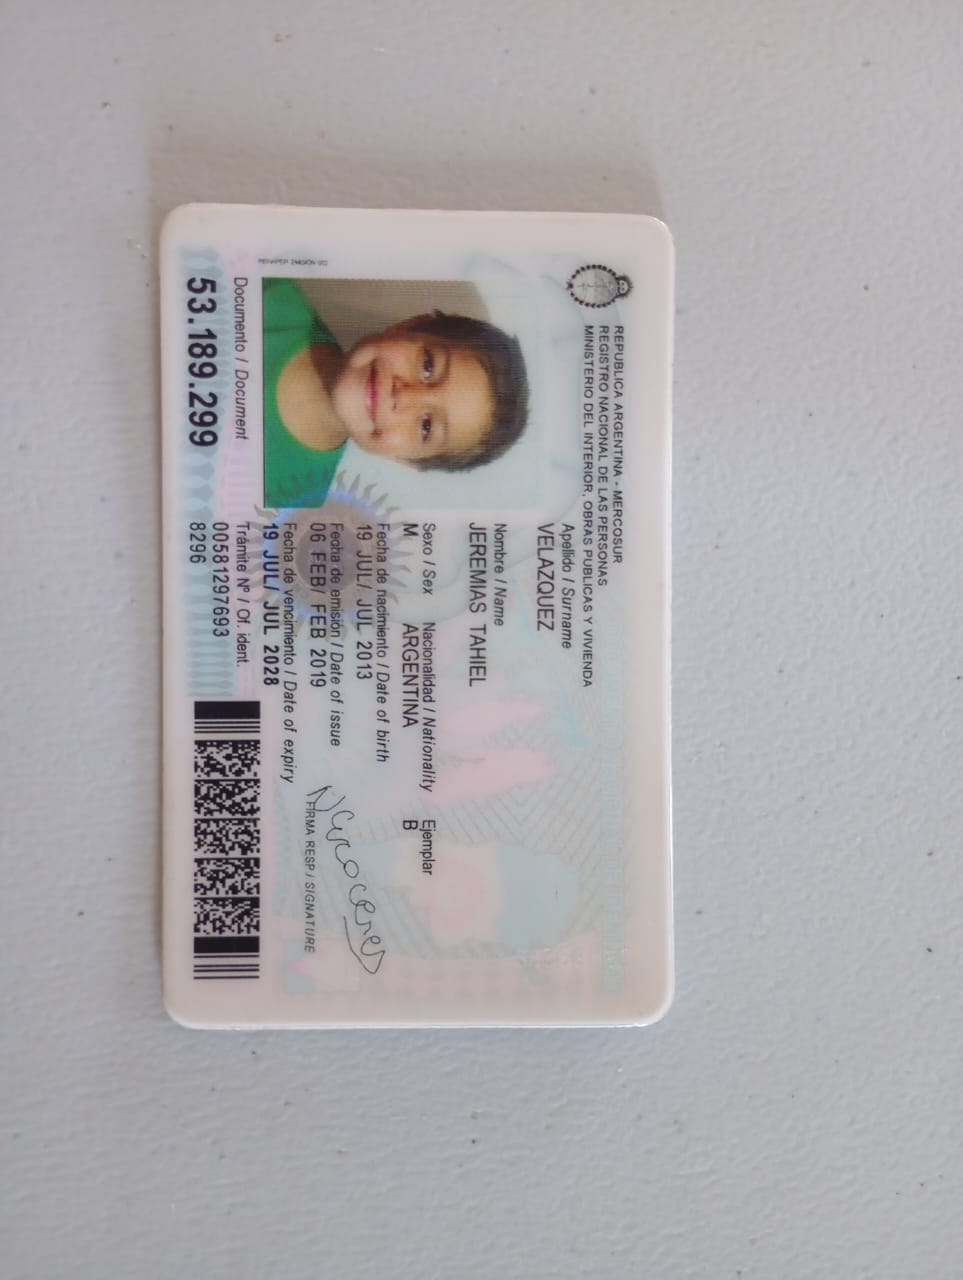 REPUBLICA ARGENTINA - MERCOSUR
REGISTRO NACIONAL DE LAS PERSONAS
MINISTERIO DEL INTERIOR, OBRAS PUBLICAS Y VIVIENDA
Apellido / Surname
VELAZQUEZ
Nombre / Name
JEREMIAS TAHIEL
Sexo / Sex Nacionalidad / Nationality Ejemplar
M ARGENTINA B
Fecha de nacimiento / Date of birth
19 JUL/ JUL 2013
Fecha de emisión / Date of issue
06 FEB/ FEB 2019
Fecha de vencimiento / Date of expiry
19 JUL/ JUL 2028
FIRMA RESP / SIGNATURE
Documento / Document
53.189.299
Trámite Nº / Of. ident.
00581297693
8296